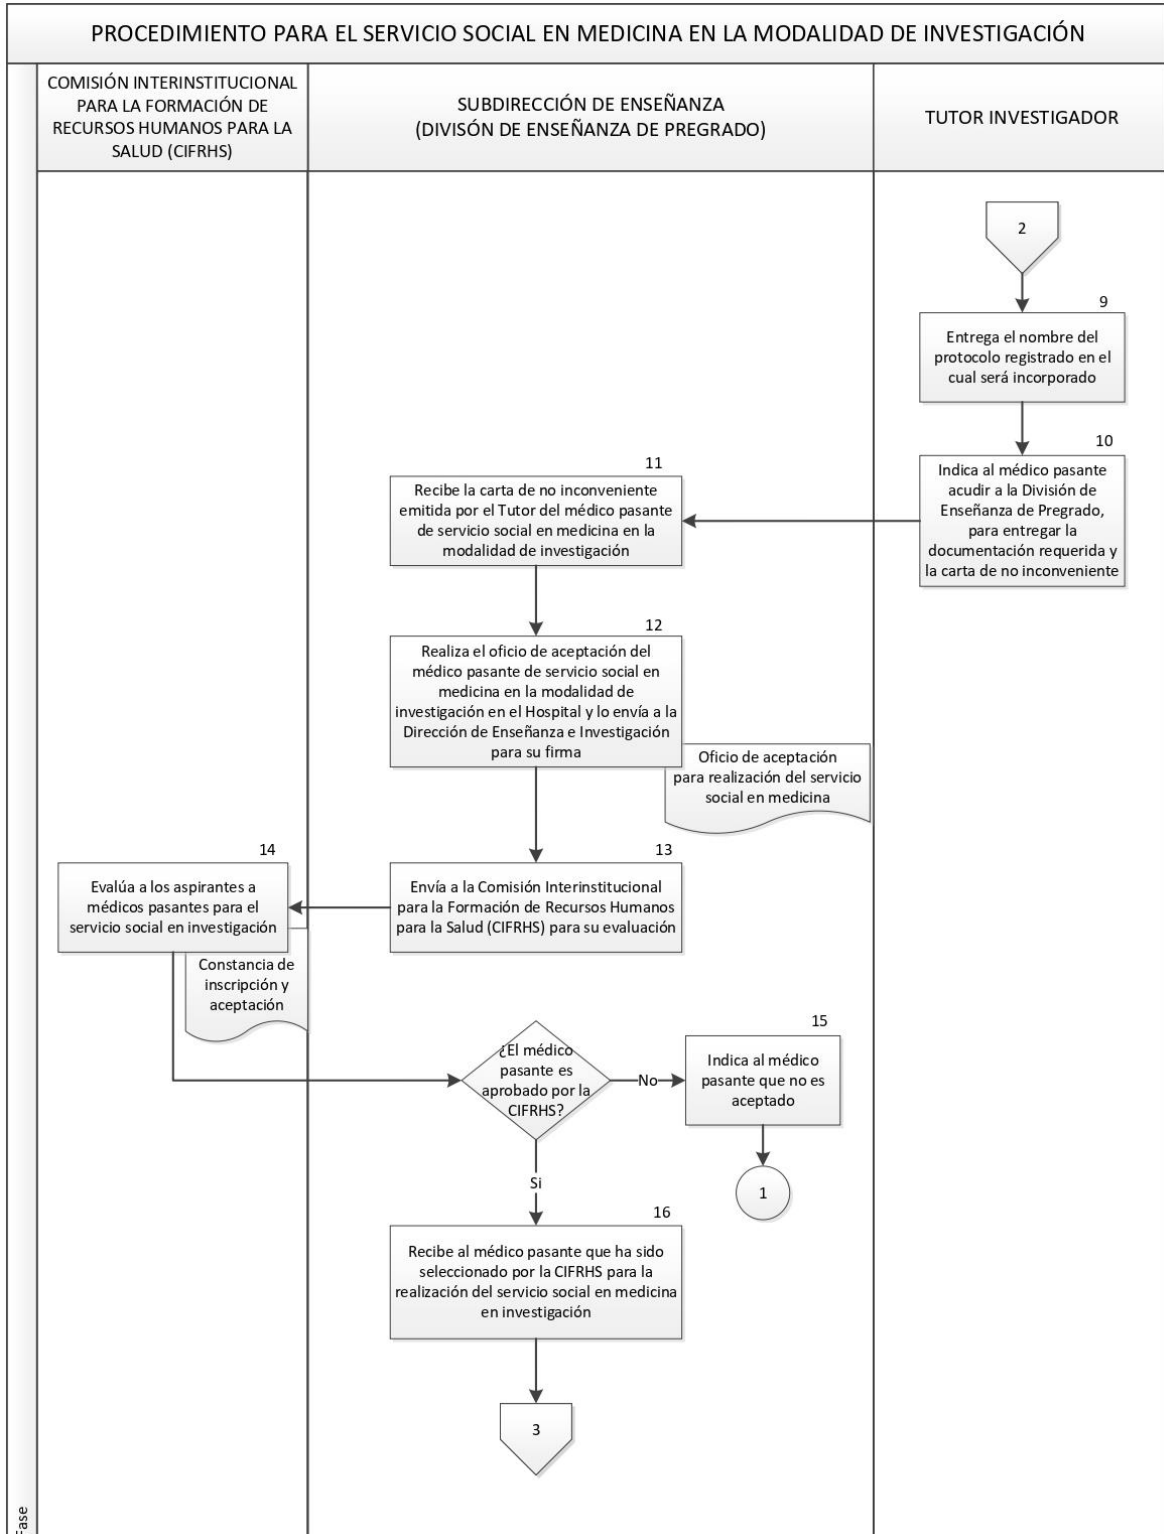 PROCEDIMIENTO PARA EL SERVICIO SOCIAL EN MEDICINA EN LA MODALIDAD DE INVESTIGACIÓN
COMISIÓN INTERINSTITUCIONAL
PARA LA FORMACIÓN DE
RECURSOS HUMANOS PARA LA
SALUD (CIFRHS)
SUBDIRECCIÓN DE ENSEÑANZA
(DIVISÓN DE ENSEÑANZA DE PREGRADO)
TUTOR INVESTIGADOR
2
9
Entrega el nombre del
protocolo registrado en el
cual será incorporado
10
Indica al médico pasante
acudir a la División de
Enseñanza de Pregrado,
para entregar la
documentación requerida y
la carta de no inconveniente
11
Recibe la carta de no inconveniente
emitida por el Tutor del médico pasante
de servicio social en medicina en la
modalidad de investigación
12
Realiza el oficio de aceptación del
médico pasante de servicio social en
medicina en la modalidad de
investigación en el Hospital y lo envía a la
Dirección de Enseñanza e Investigación
para su firma
Oficio de aceptación
para realización del servicio
social en medicina
13
Envía a la Comisión Interinstitucional
para la Formación de Recursos Humanos
para la Salud (CIFRHS) para su evaluación
14
Evalúa a los aspirantes a
médicos pasantes para el
servicio social en investigación
Constancia de
inscripción y
aceptación
¿El médico
pasante es
aprobado por la
CIFRHS?
No
15
Indica al médico
pasante que no es
aceptado
1
Si
16
Recibe al médico pasante que ha sido
seleccionado por la CIFRHS para la
realización del servicio social en medicina
en investigación
3
Fase